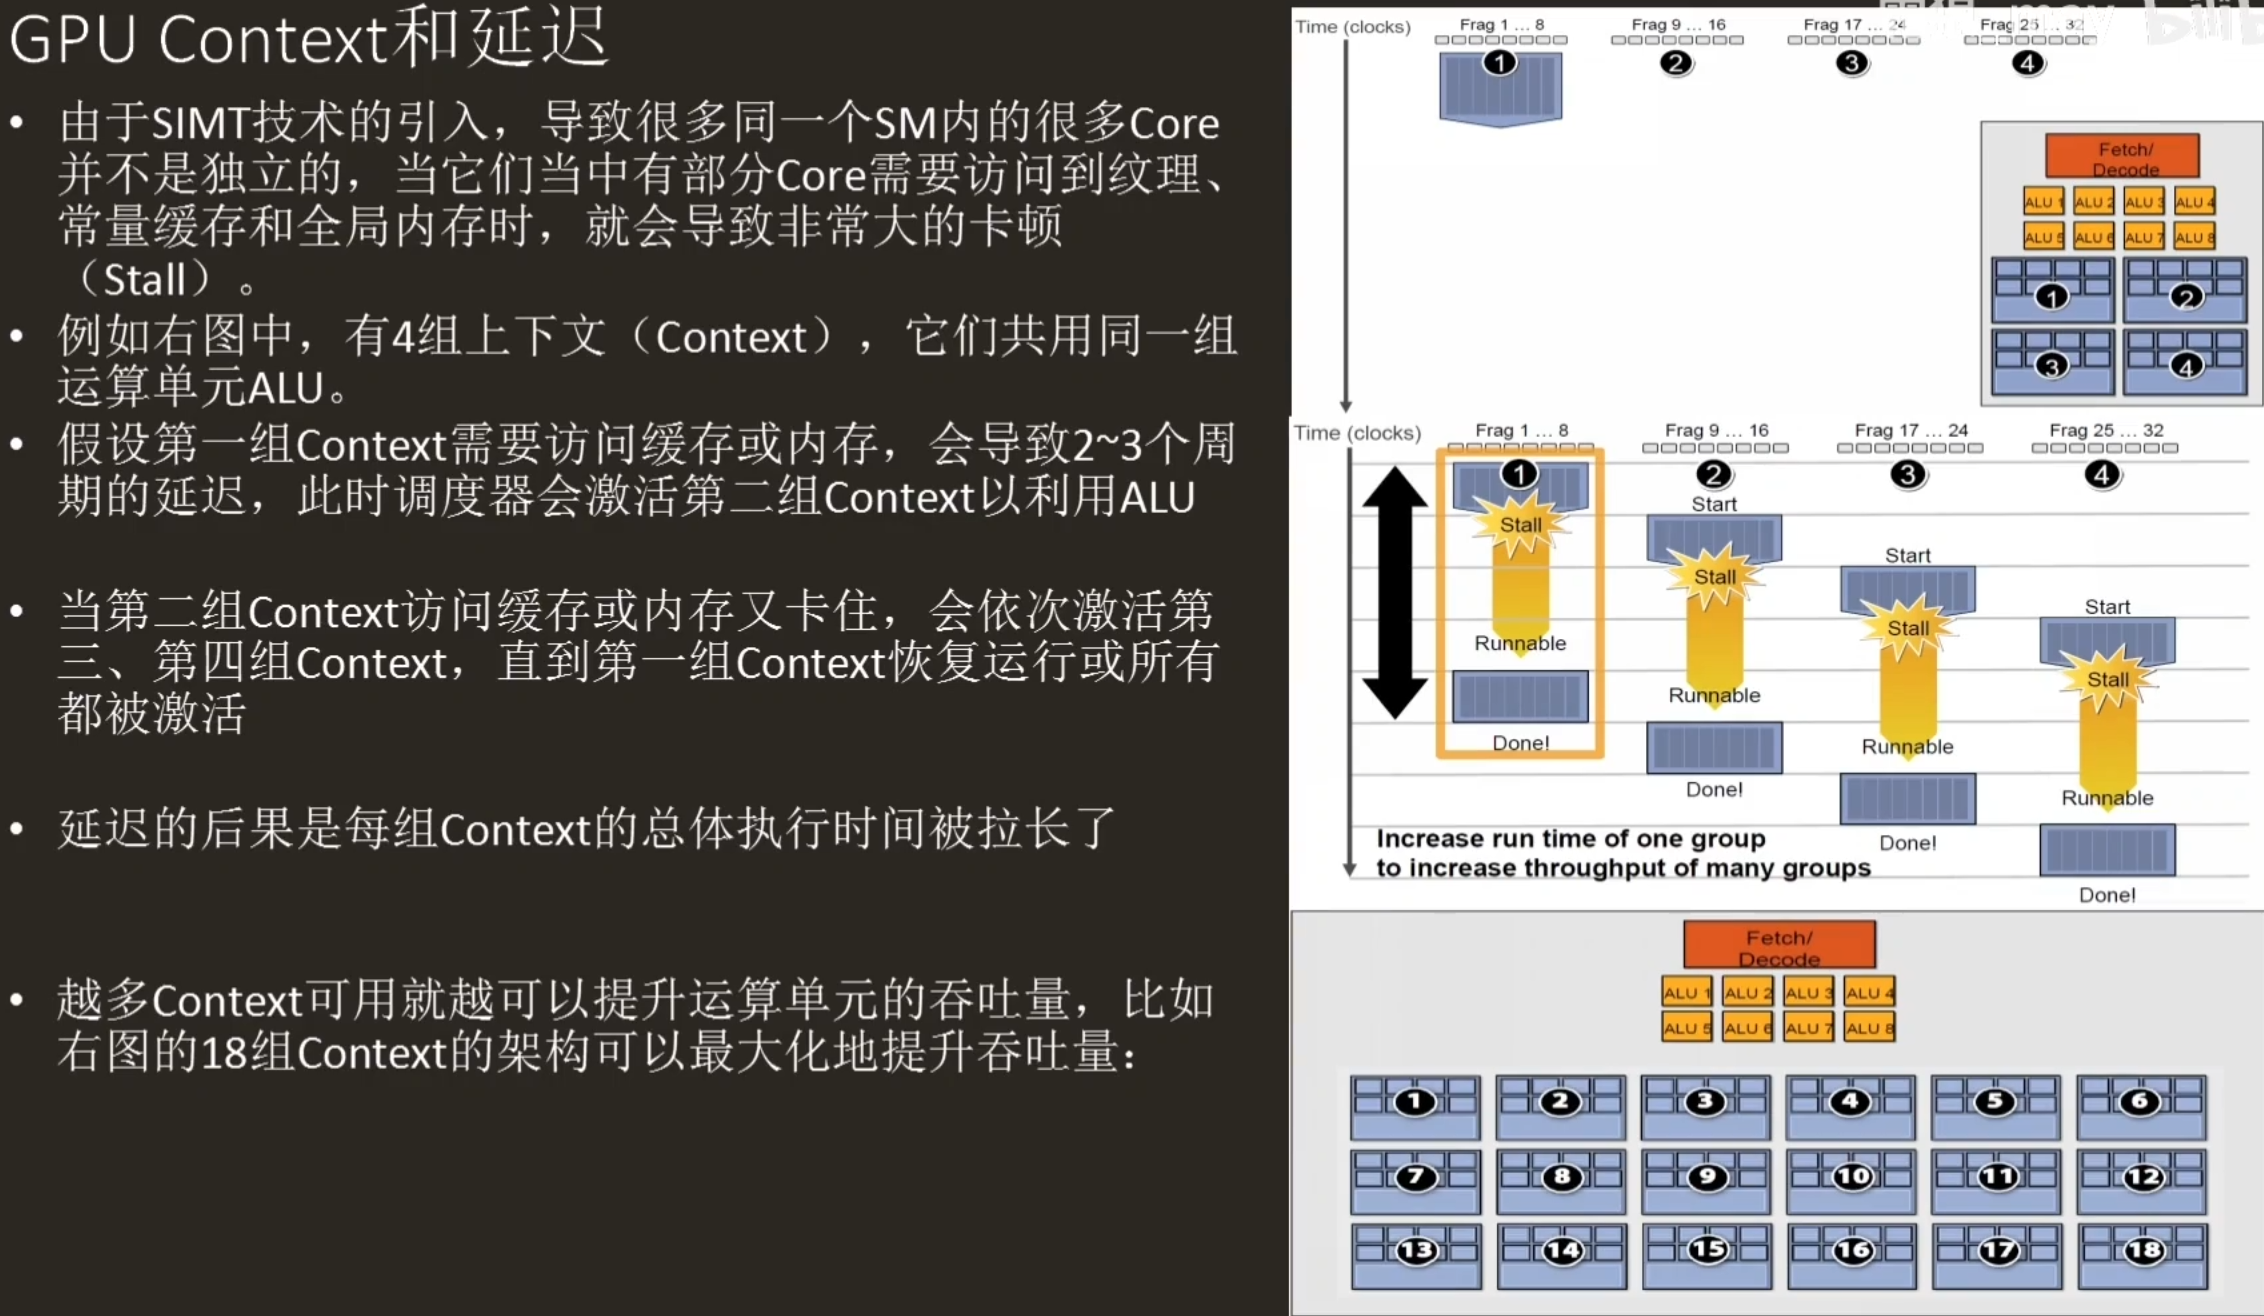 GPU Context和延迟
• 由于SIMT技术的引入，导致很多同一个SM内的很多Core
并不是独立的，当它们当中有部分Core需要访问到纹理、
常量缓存和全局内存时，就会导致非常大的卡顿
（Stall）。
• 例如右图中，有4组上下文（Context），它们共用同一组
运算单元ALU。
• 假设第一组Context需要访问缓存或内存，会导致2~3个周
期的延迟，此时调度器会激活第二组Context以利用ALU
• 当第二组Context访问缓存或内存又卡住，会依次激活第
三、第四组Context，直到第一组Context恢复运行或所有
都被激活
• 延迟的后果是每组Context的总体执行时间被拉长了
• 越多Context可用就越可以提升运算单元的吞吐量，比如
右图的18组Context的架构可以最大化地提升吞吐量：
Time (clocks) Frag 1 … 8 Frag 9 … 16 Frag 17 … 24 Frag 25 … 32
1 2 3 4
Fetch/
Decode
ALU 1 ALU 2 ALU 3 ALU 4
ALU 5 ALU 6 ALU 7 ALU 8
1 2
3 4
Time (clocks) Frag 1 … 8 Frag 9 … 16 Frag 17 … 24 Frag 25 … 32
1 2 3 4
Start
Stall
Start
Stall
Start
Stall
Runnable
Stall
Runnable
Done!
Runnable
Done!
Runnable
Increase run time of one group
to increase throughput of many groups
Done!
Done!
Fetch/
Decode
ALU 1 ALU 2 ALU 3 ALU 4
ALU 5 ALU 6 ALU 7 ALU 8
1 2 3 4 5 6
7 8 9 10 11 12
13 14 15 16 17 18